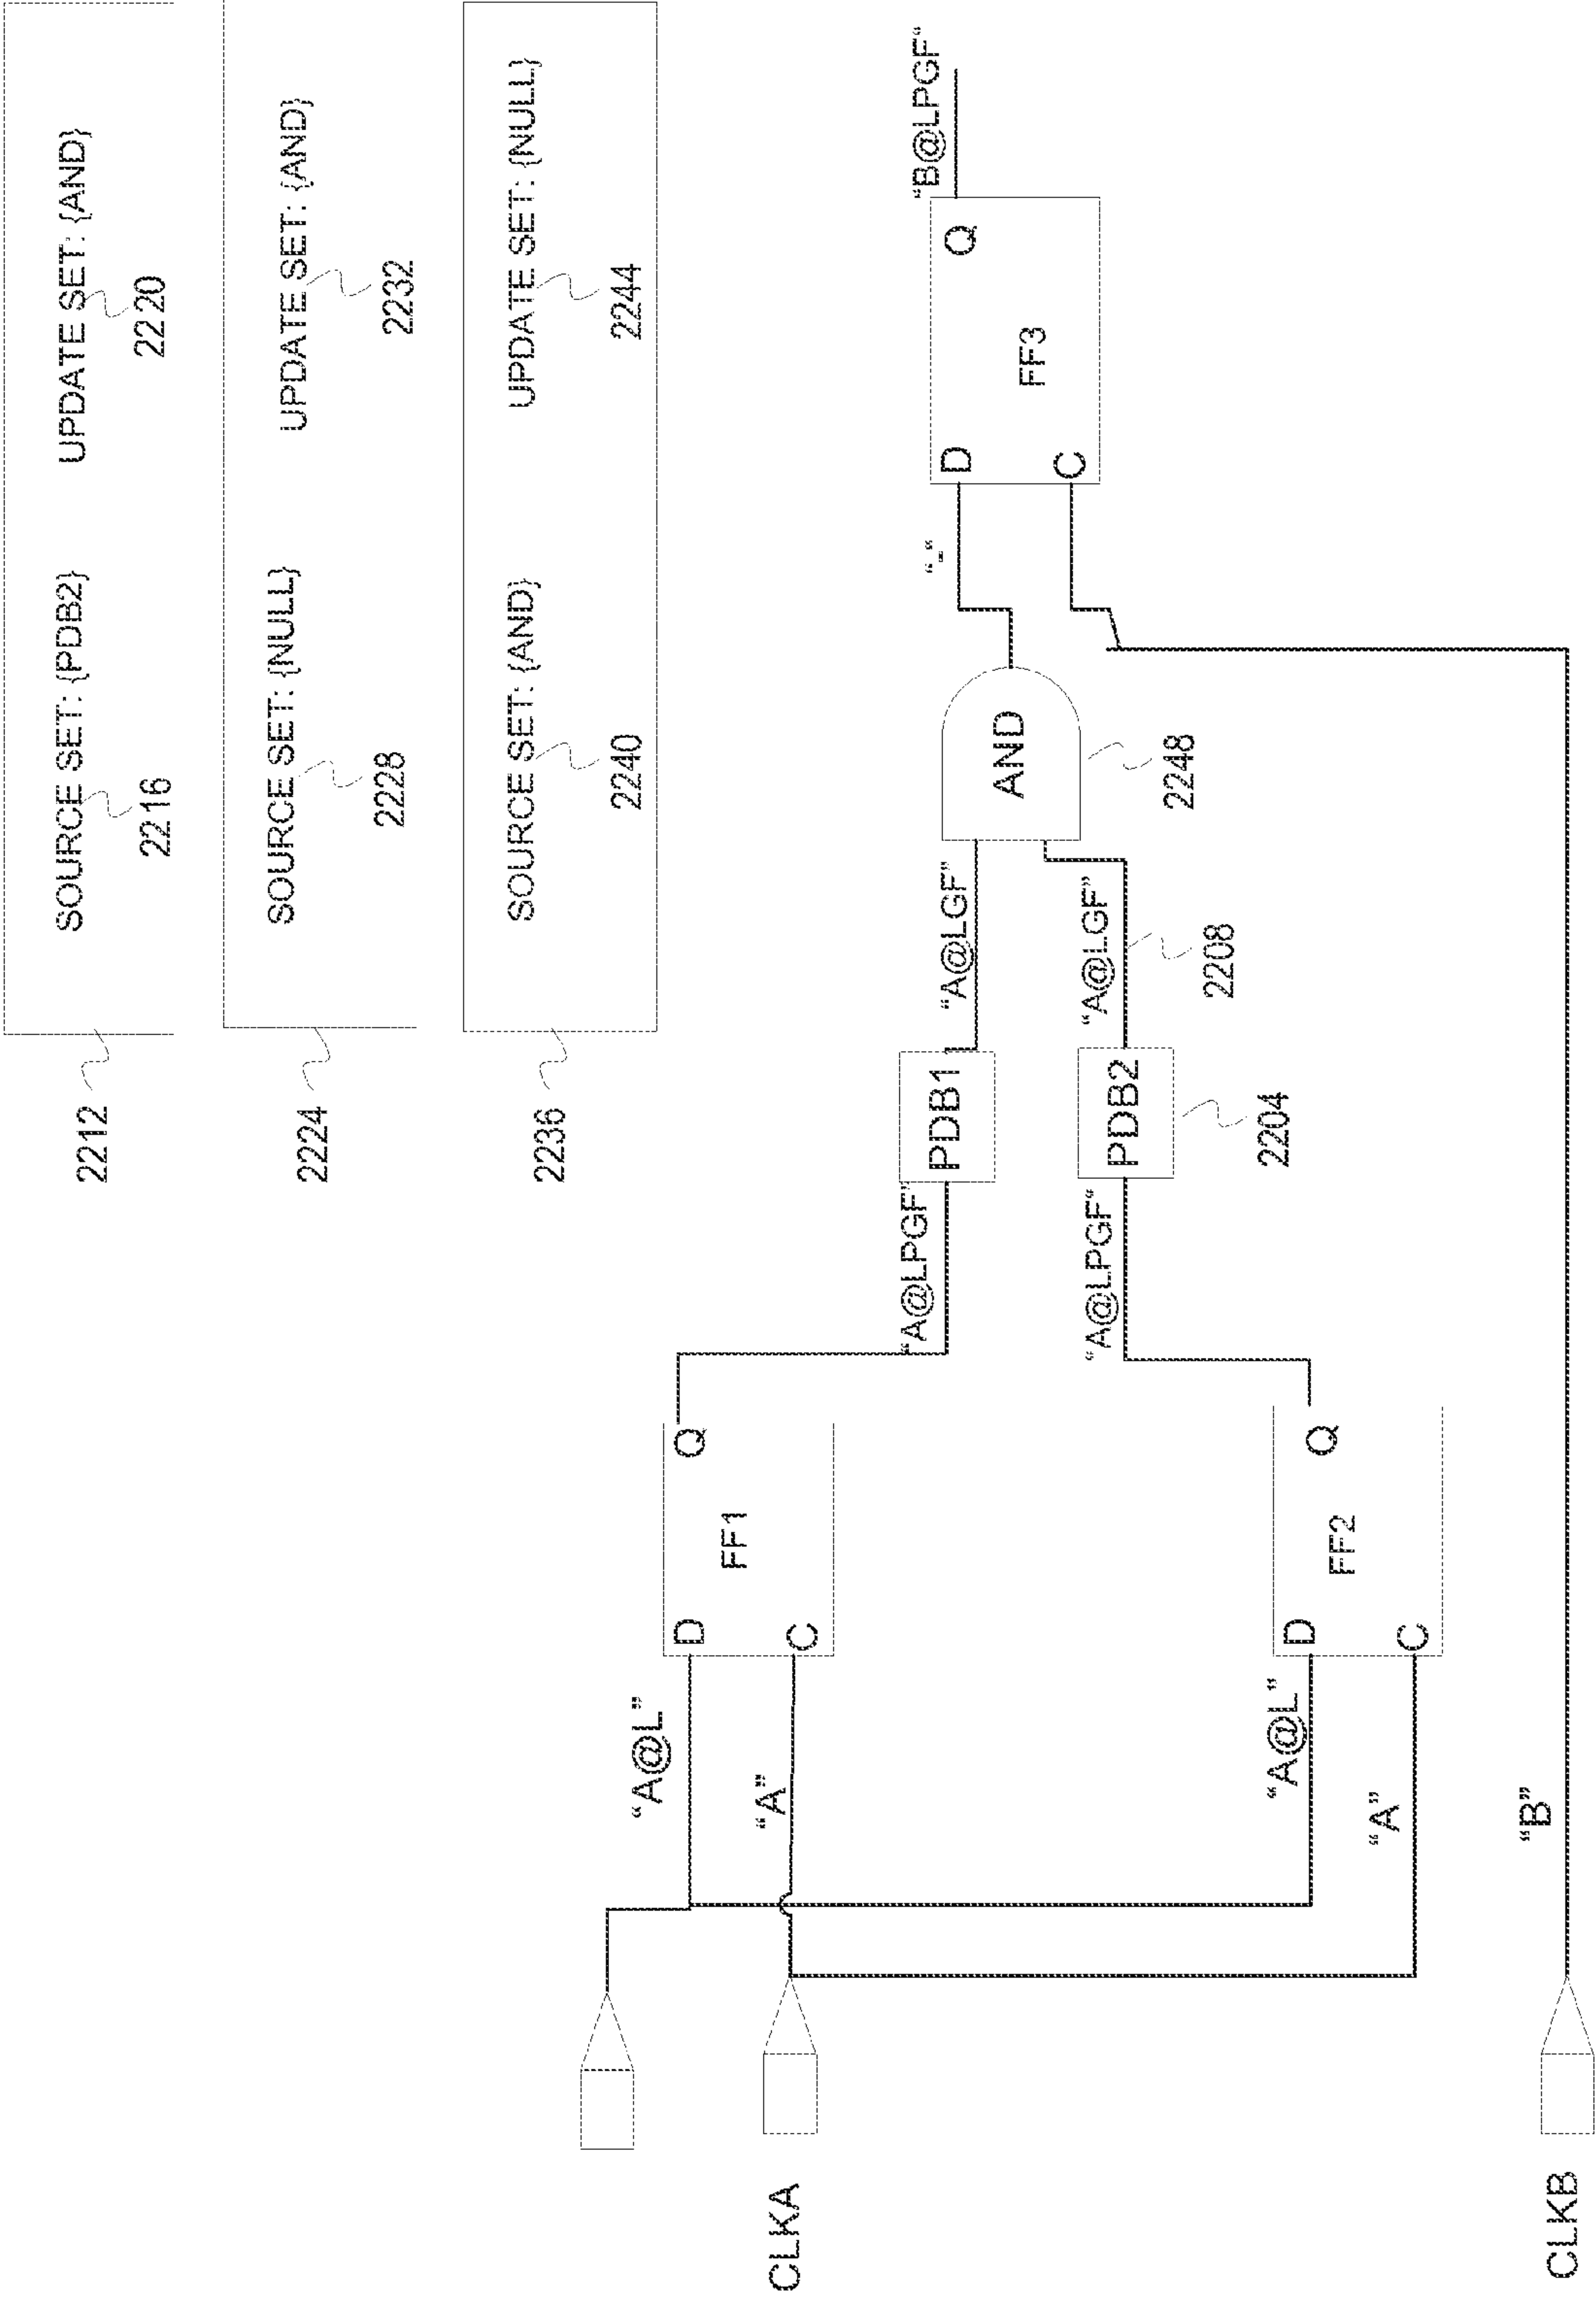 2212
SOURCE SET: {PDB2}
2216
UPDATE SET: {AND}
2220
2224
SOURCE SET: {NULL}
2228
UPDATE SET: {AND}
2232
2236
SOURCE SET: {AND}
2240
UPDATE SET: {NULL}
2244
“A@L”
“A”
D
C
FF1
Q
“A@LPGF”
PDB1
“A@LGF”
CLKA
“A@L”
“A”
D
C
FF2
Q
“A@LPGF“
PDB2
2204
“A@LGF”
2208
AND
2248
“-“
D
C
FF3
Q
“B@LPGF“
CLKB
“B”